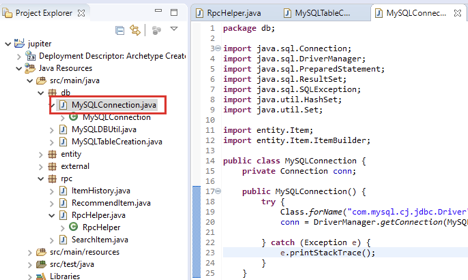 Project Explorer
jupiter
Deployment Descriptor: Archetype Create
Java Resources
src/main/java
db
MySQLConnection.java
MySQLConnection
MySQLDBUtil.java
MySQLTableCreation.java
entity
external
rpc
ItemHistory.java
RecommendItem.java
RpcHelper.java
RpcHelper
SearchItem.java
src/main/resources
src/test/java
Libraries
RpcHelper.java
MySQLTableC...
MySQLConnec...
1 package db;
2
3 import java.sql.Connection;
4 import java.sql.DriverManager;
5 import java.sql.PreparedStatement;
6 import java.sql.ResultSet;
7 import java.sql.SQLException;
8 import java.util.HashSet;
9 import java.util.Set;
10
11 import entity.Item;
12 import entity.Item.ItemBuilder;
13
14 public class MySQLConnection {
15 private Connection conn;
16
17 public MySQLConnection() {
18 try {
19 Class.forName("com.mysql.cj.jdbc.Driver
20 conn = DriverManager.getConnection(MySQ
21
22 } catch (Exception e) {
23 e.printStackTrace();
24 }
25 }